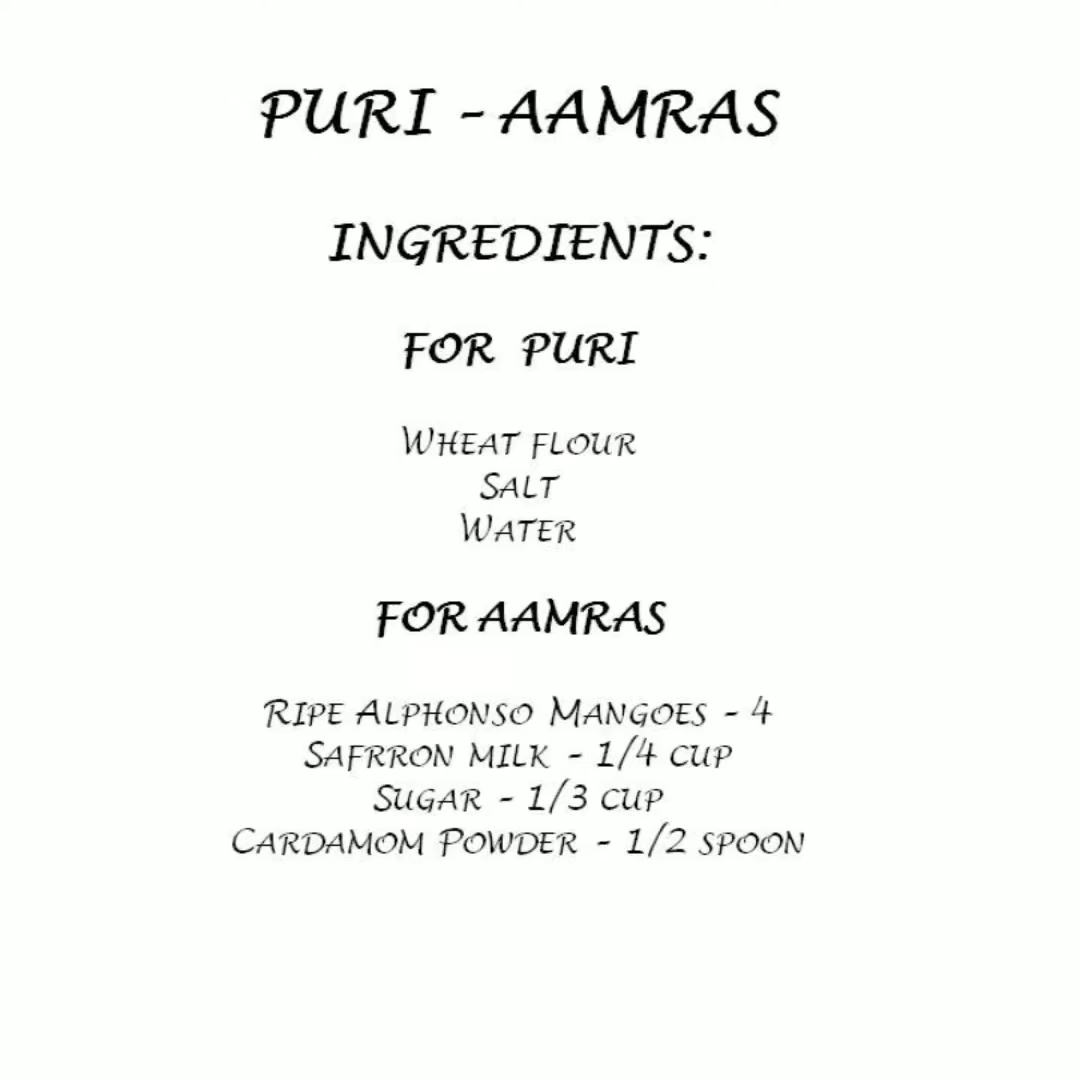 PURI - AAMRAS
INGREDIENTS:
FOR PURI
WHEAT FLOUR
SALT
WATER
FOR AAMRAS
RIPE ALPHONSO MANGOES - 4
SAFRRON MILK - 1/4 CUP
SUGAR - 1/3 CUP
CARDAMOM POWDER - 1/2 SPOON